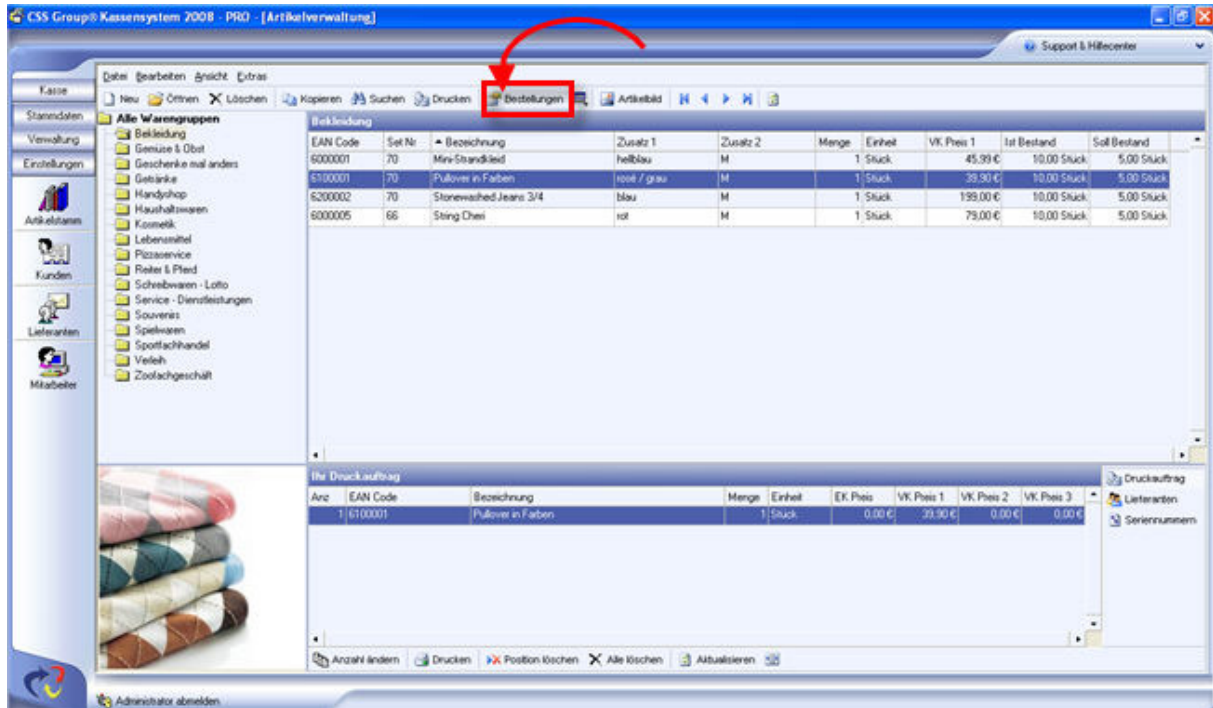 CSS Group® Kassensystem 2008 - PRO - [Artikelverwaltung]
Support & Hilfecenter
Datei Bearbeiten Ansicht Extras
Neu Öffnen Löschen Kopieren Suchen Drucken Bestellungen Artikelbild
Kasse
Stammdaten
Verwaltung
Einstellungen
Artikelstamm
Kunden
Lieferanten
Mitarbeiter
Alle Warengruppen
Bekleidung
Gemüse & Obst
Geschenke mal anders
Getränke
Handyshop
Haushaltswaren
Kosmetik
Lebensmittel
Pizzaservice
Reiter & Pferd
Schreibwaren - Lotto
Service - Dienstleistungen
Souvenirs
Spielwaren
Sportfachhandel
Verleih
Zoofachgeschäft
Bekleidung
EAN Code Set Nr Bezeichnung Zusatz 1 Zusatz 2 Menge Einheit VK Preis 1 Ist Bestand Soll Bestand
6000001 70 Mini-Strandkleid hellblau M 1 Stück 45,99 € 10,00 Stück 5,00 Stück
6100001 70 Pullover in Farben rosé / grau M 1 Stück 39,90 € 10,00 Stück 5,00 Stück
6200002 70 Stonewashed Jeans 3/4 blau M 1 Stück 199,00 € 10,00 Stück 5,00 Stück
6000005 66 String Cheri rot M 1 Stück 79,00 € 10,00 Stück 5,00 Stück
Ihr Druckauftrag
Anz EAN Code Bezeichnung Menge Einheit EK Preis VK Preis 1 VK Preis 2 VK Preis 3
1 6100001 Pullover in Farben 1 Stück 0,00 € 39,90 € 0,00 € 0,00 €
Druckauftrag
Lieferanten
Seriennummern
Anzahl ändern Drucken Position löschen Alle löschen Aktualisieren
Administrator abmelden